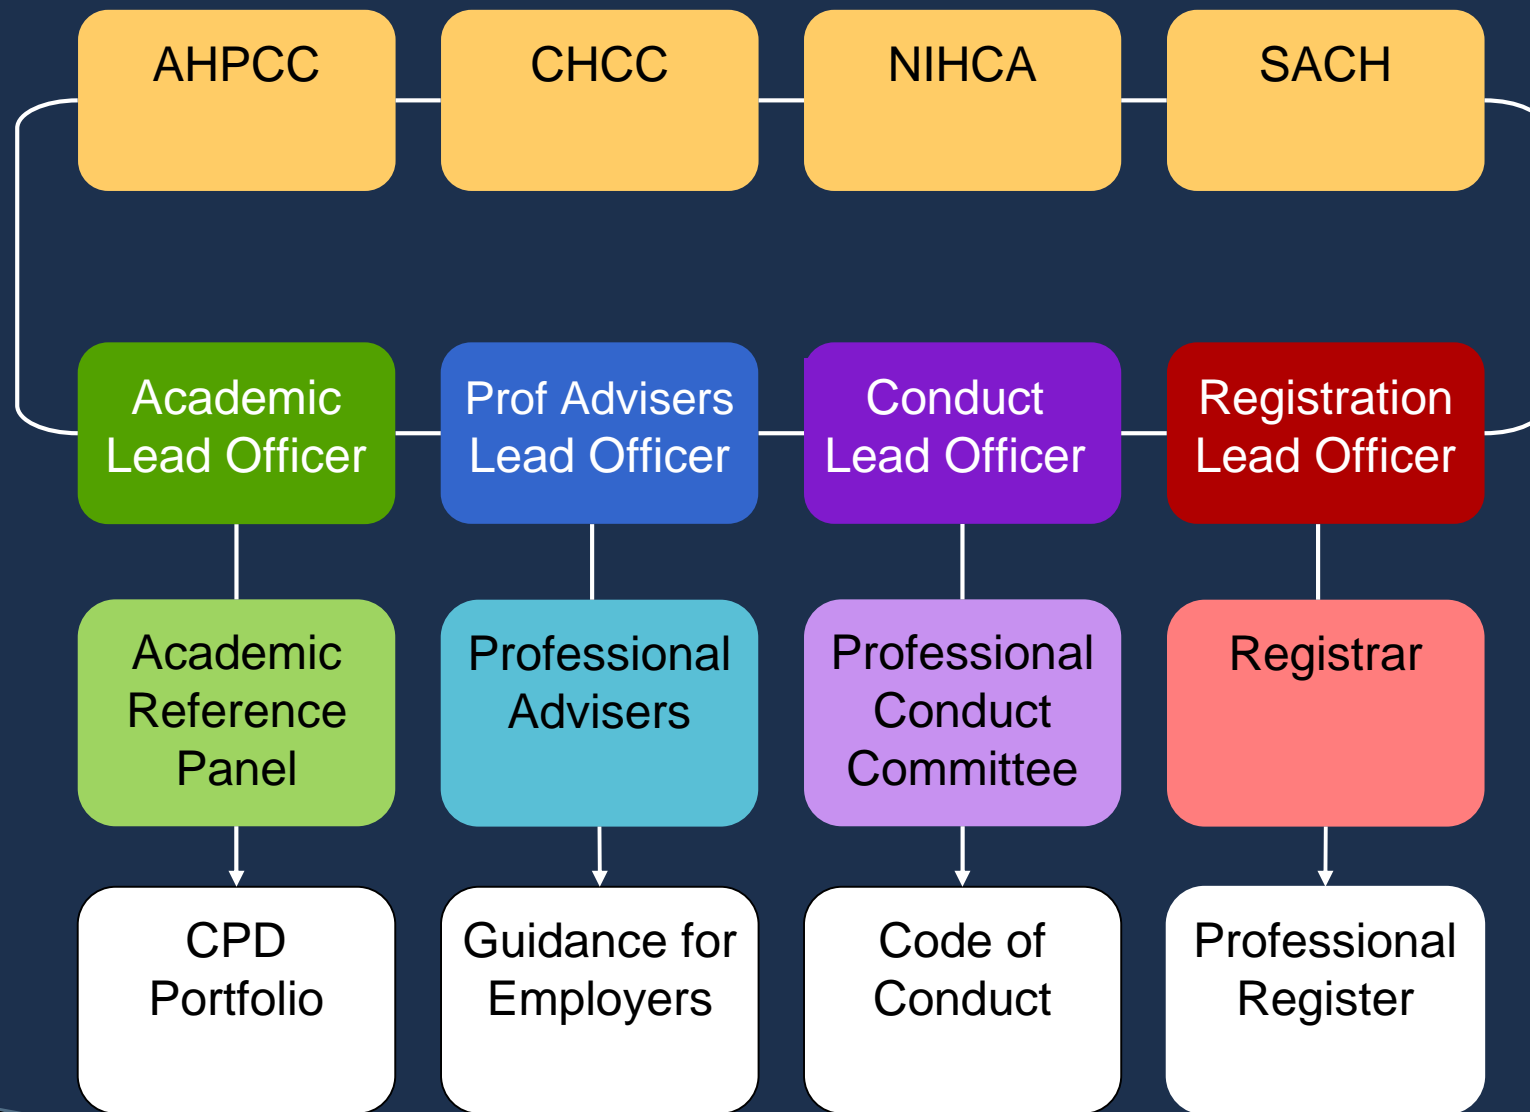 AHPCC
CHCC
NIHCA
SACH
Academic
Lead Officer
Prof Advisers
Lead Officer
Conduct
Lead Officer
Registration
Lead Officer
Academic
Reference
Panel
Professional
Advisers
Professional
Conduct
Committee
Registrar
CPD
Portfolio
Guidance for
Employers
Code of
Conduct
Professional
Register